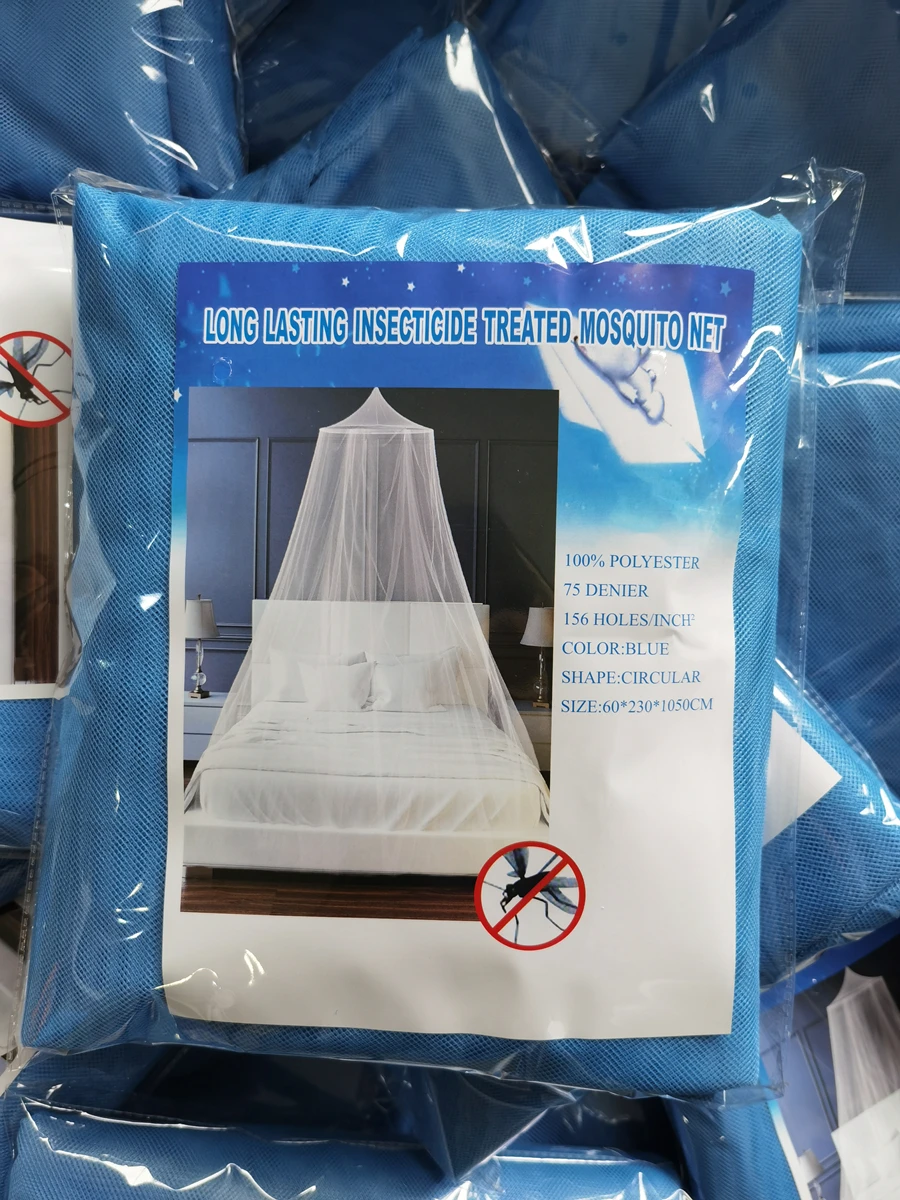 LONG LASTING INSECTICIDE TREATED MOSQUITO NET
100% POLYESTER
75 DENIER
156 HOLES/INCH²
COLOR:BLUE
SHAPE:CIRCULAR
SIZE:60*230*1050CM